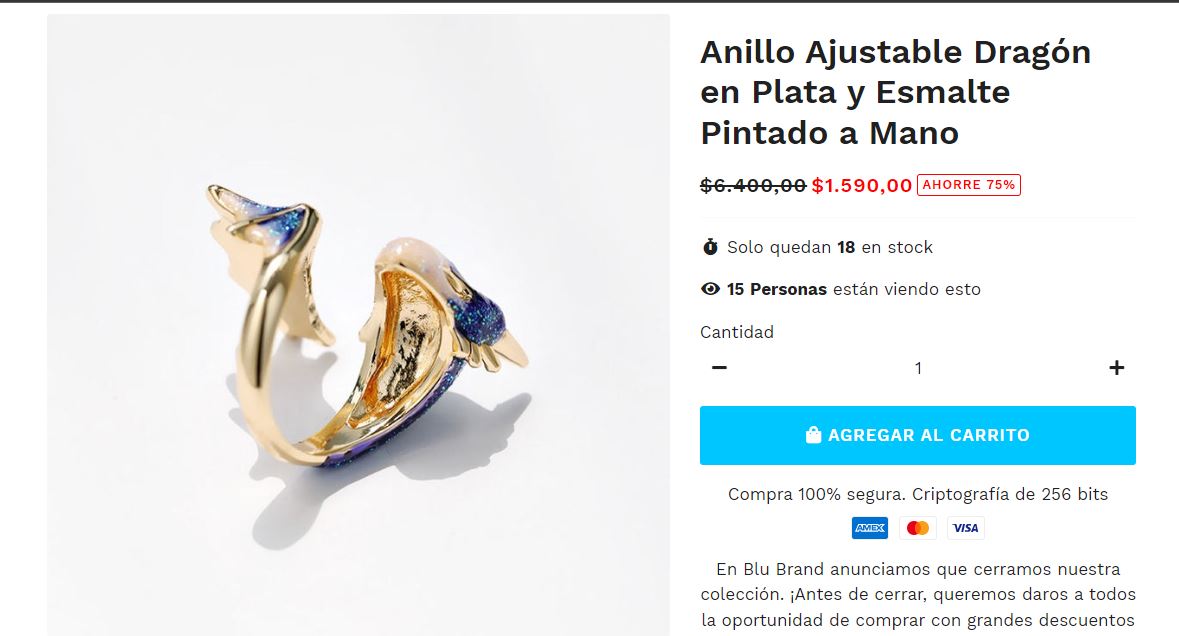 Anillo Ajustable Dragón
en Plata y Esmalte
Pintado a Mano
$6.400,00 $1.590,00 AHORRE 75%
Solo quedan 18 en stock
15 Personas están viendo esto
Cantidad
1
AGREGAR AL CARRITO
Compra 100% segura. Criptografía de 256 bits
AMEX VISA
En Blu Brand anunciamos que cerramos nuestra
colección. ¡Antes de cerrar, queremos daros a todos
la oportunidad de comprar con grandes descuentos